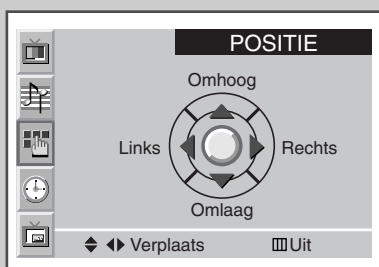 POSITIE
Omhoog
Links Rechts
Omlaag
Verplaats Uit